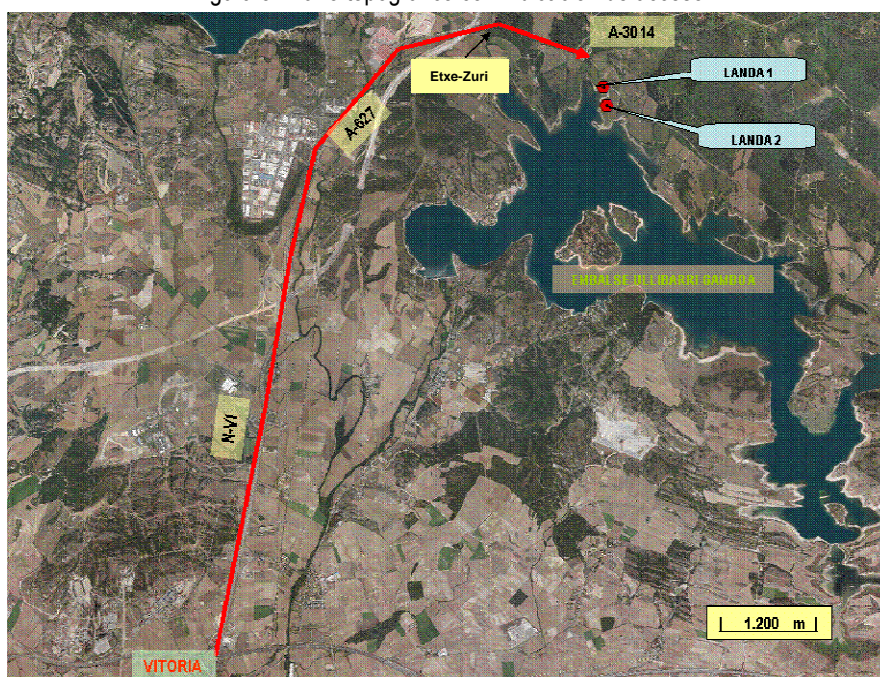 A-3014
Etxe-Zuri
LANDA 1
LANDA 2
A-627
EMBALSE ULLIBARRI GAMBOA
N-VI
1.200 m
VITORIA